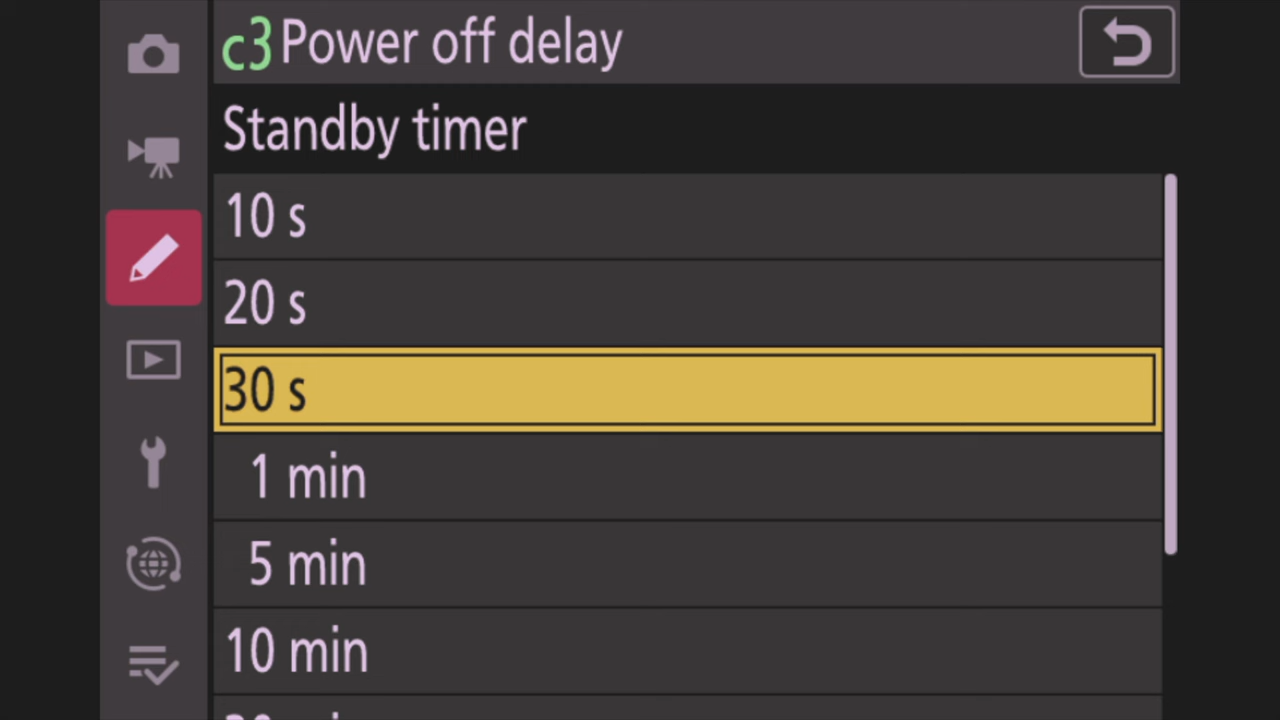 c3 Power off delay
Standby timer
10 s
20 s
30 s
1 min
5 min
10 min